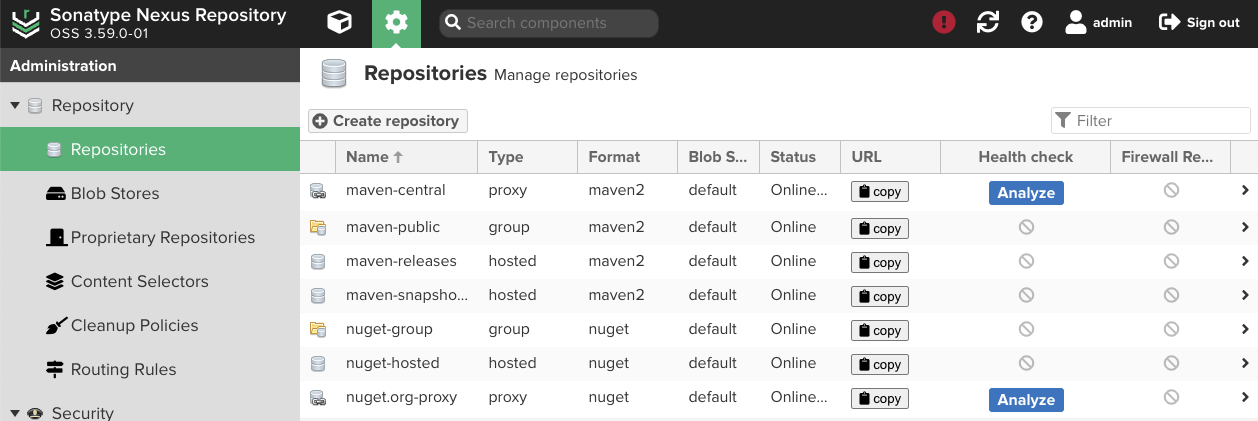 Sonatype Nexus Repository
OSS 3.59.0-01
Search components
admin
Sign out
Administration
Repository
Repositories
Blob Stores
Proprietary Repositories
Content Selectors
Cleanup Policies
Routing Rules
Security
Repositories Manage repositories
Create repository
Filter
Name Type Format Blob S... Status URL Health check Firewall Re...
maven-central proxy maven2 default Online... copy Analyze
maven-public group maven2 default Online copy
maven-releases hosted maven2 default Online copy
maven-snapsho... hosted maven2 default Online copy
nuget-group group nuget default Online copy
nuget-hosted hosted nuget default Online copy
nuget.org-proxy proxy nuget default Online... copy Analyze